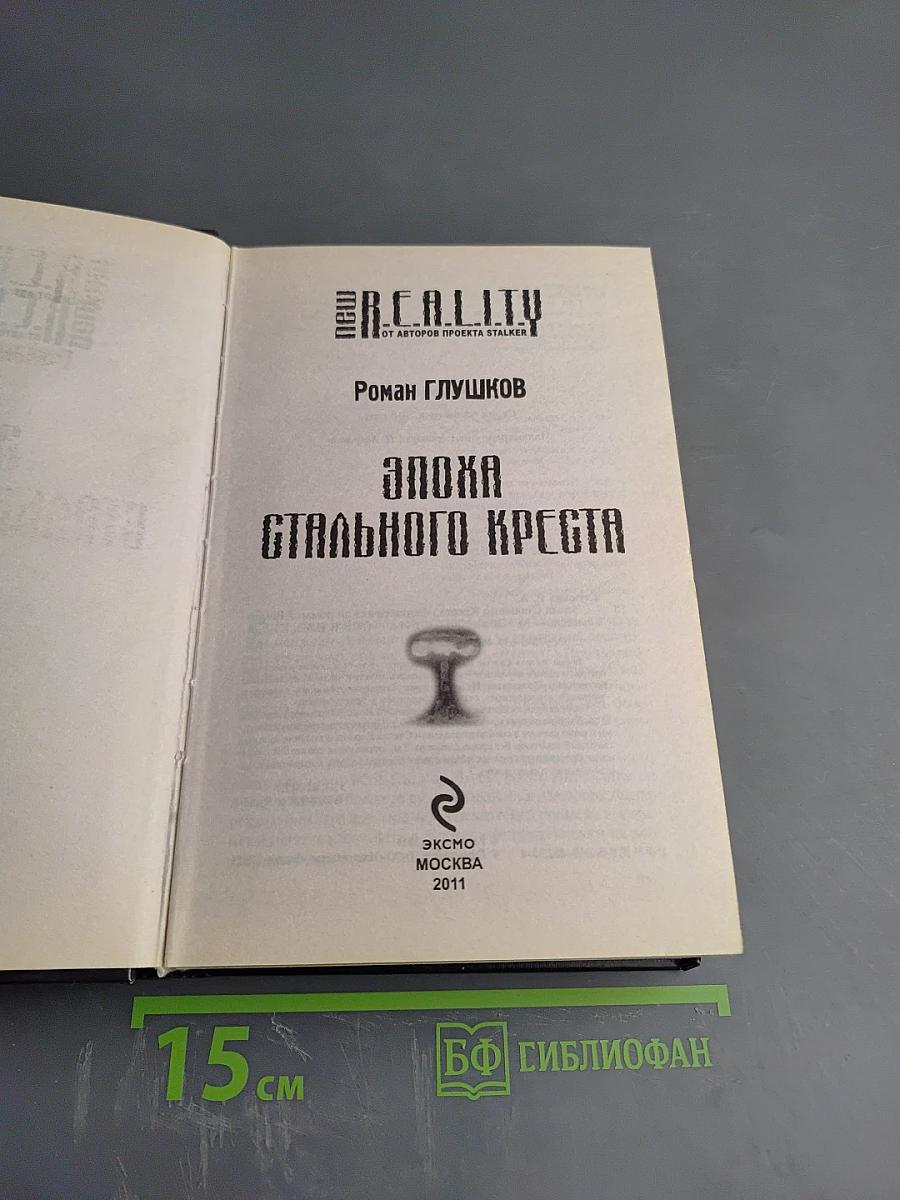 new R.E.A.L.I.T.Y
ОТ АВТОРОВ ПРОЕКТА STALKER
Роман ГЛУШКОВ
ЭПОХА
СТАЛЬНОГО КРЕСТА
ЭКСМО
МОСКВА
2011
15 см
БФ БИБЛИОФАН